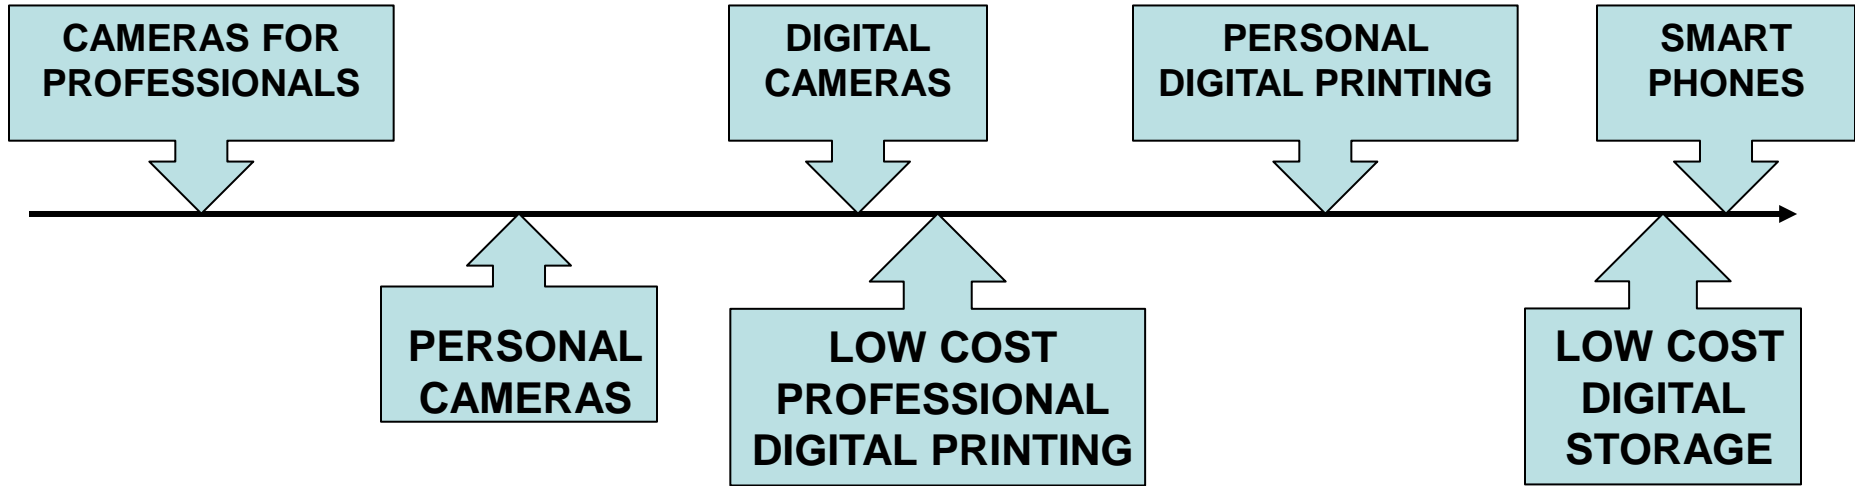 CAMERAS FOR
PROFESSIONALS
DIGITAL
CAMERAS
PERSONAL
DIGITAL PRINTING
SMART
PHONES
PERSONAL
CAMERAS
LOW COST
PROFESSIONAL
DIGITAL PRINTING
LOW COST
DIGITAL
STORAGE